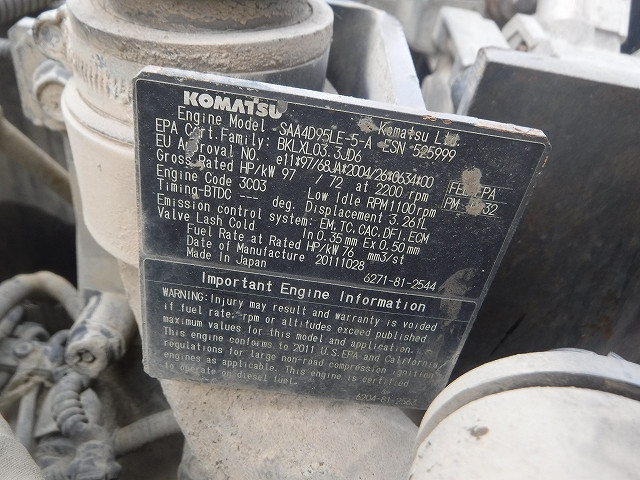 KOMATSU Komatsu Ltd.
Engine Model SAA4D95LE-5-A ESN 525999
EPA Cert.Family: BKLXL03.3JD6
EU Approval NO. e11*97/68JA*2004/26*0634*00
Gross Rated HP/kW 97 / 72 at 2200 rpm
Engine Code 3C03 Low Idle RPM 1100rpm
Timing-BTDC --- deg. Displacement 3.261L
Emission control system: EM,TC,CAC,DFI,ECM
Valve Lash Cold In 0.35mm Ex 0.50mm
Fuel Rate at Rated HP/kW 76 mm3/st
Date of Manufacture 20111028
Made In Japan 6271-81-2544
EPA
PM
Important Engine Information
WARNING: Injury may result and warranty is voided
if fuel rate, rpm or altitudes exceed published
maximum values for this model and application.
This engine conforms to 2011 U.S.EPA and California
regulations for large non-road compression ignition
engines as applicable. This engine is certified
to operate on diesel fuel.
6204-81-2563